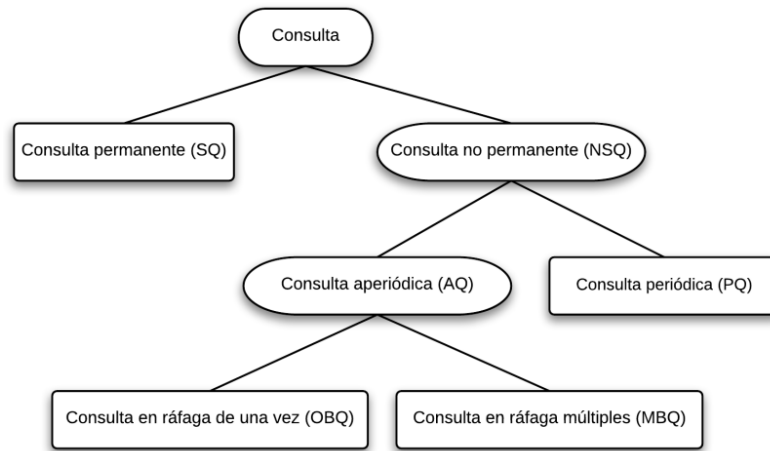 Consulta
Consulta permanente (SQ)
Consulta no permanente (NSQ)
Consulta aperiódica (AQ)
Consulta periódica (PQ)
Consulta en ráfaga de una vez (OBQ)
Consulta en ráfaga múltiples (MBQ)